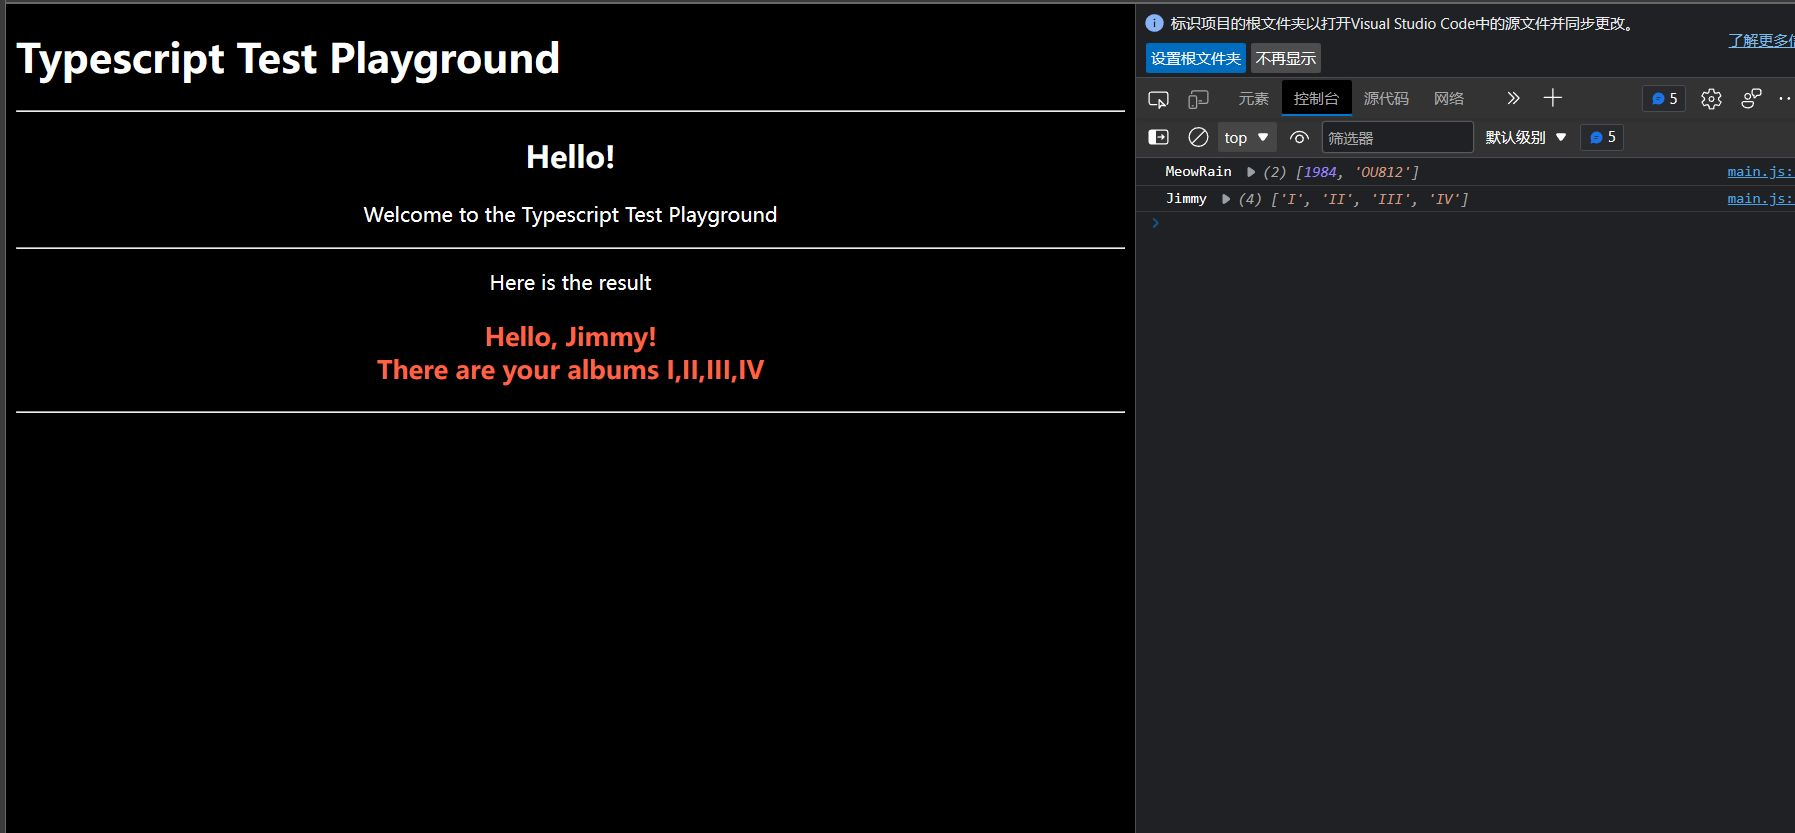 Typescript Test Playground
Hello!
Welcome to the Typescript Test Playground
Here is the result
Hello, Jimmy!
There are your albums I,II,III,IV
标识项目的根文件夹以打开Visual Studio Code中的源文件并同步更改。
了解更多
设置根文件夹 不再显示
元素 控制台 源代码 网络 5
top 筛选器 默认级别 5
MeowRain (2) [1984, 'OU812'] main.js:
Jimmy (4) ['I', 'II', 'III', 'IV'] main.js: